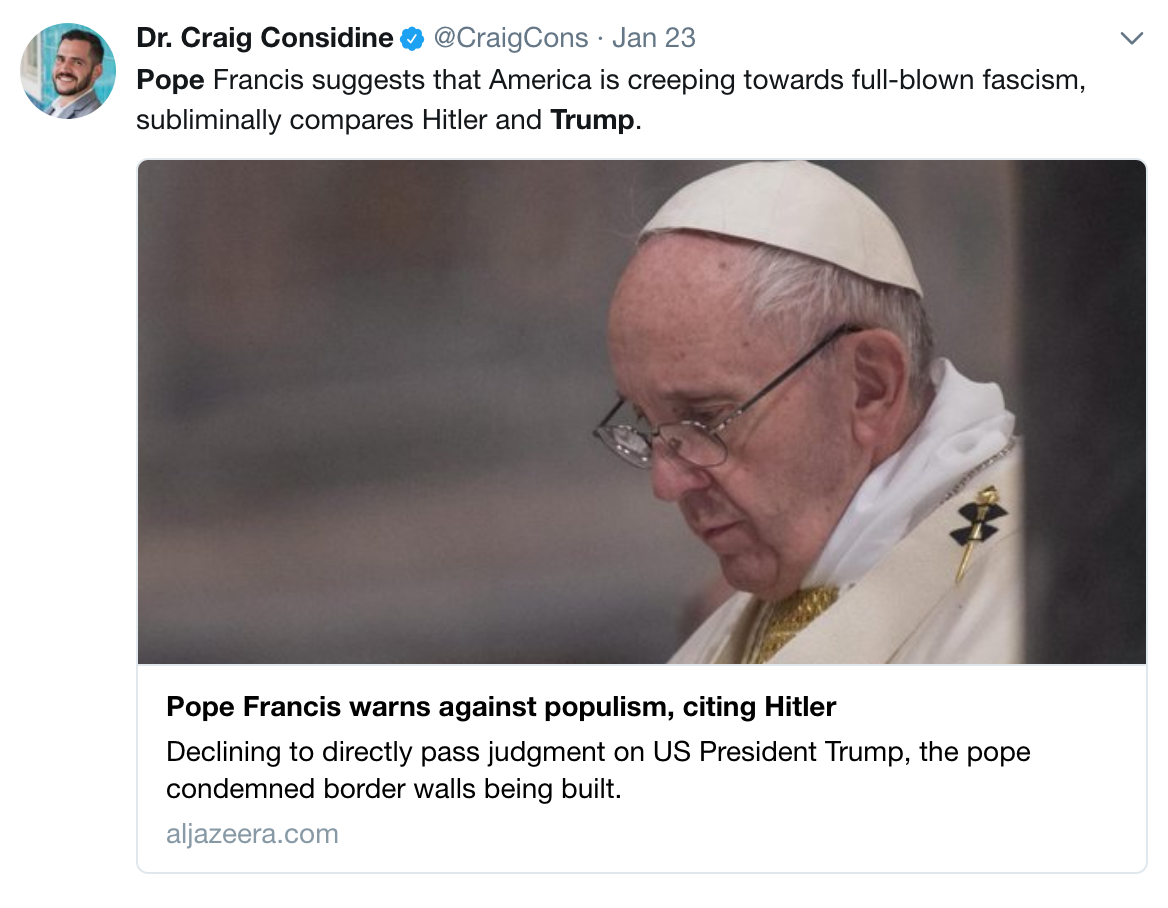 Dr. Craig Considine @CraigCons · Jan 23
Pope Francis suggests that America is creeping towards full-blown fascism,
subliminally compares Hitler and Trump.
Pope Francis warns against populism, citing Hitler
Declining to directly pass judgment on US President Trump, the pope
condemned border walls being built.
aljazeera.com